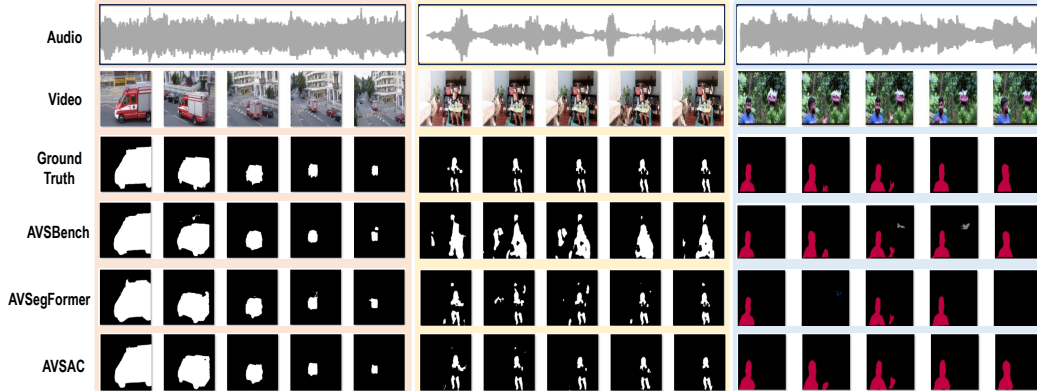 Audio
Video
Ground
Truth
AVSBench
AVSegFormer
AVSAC